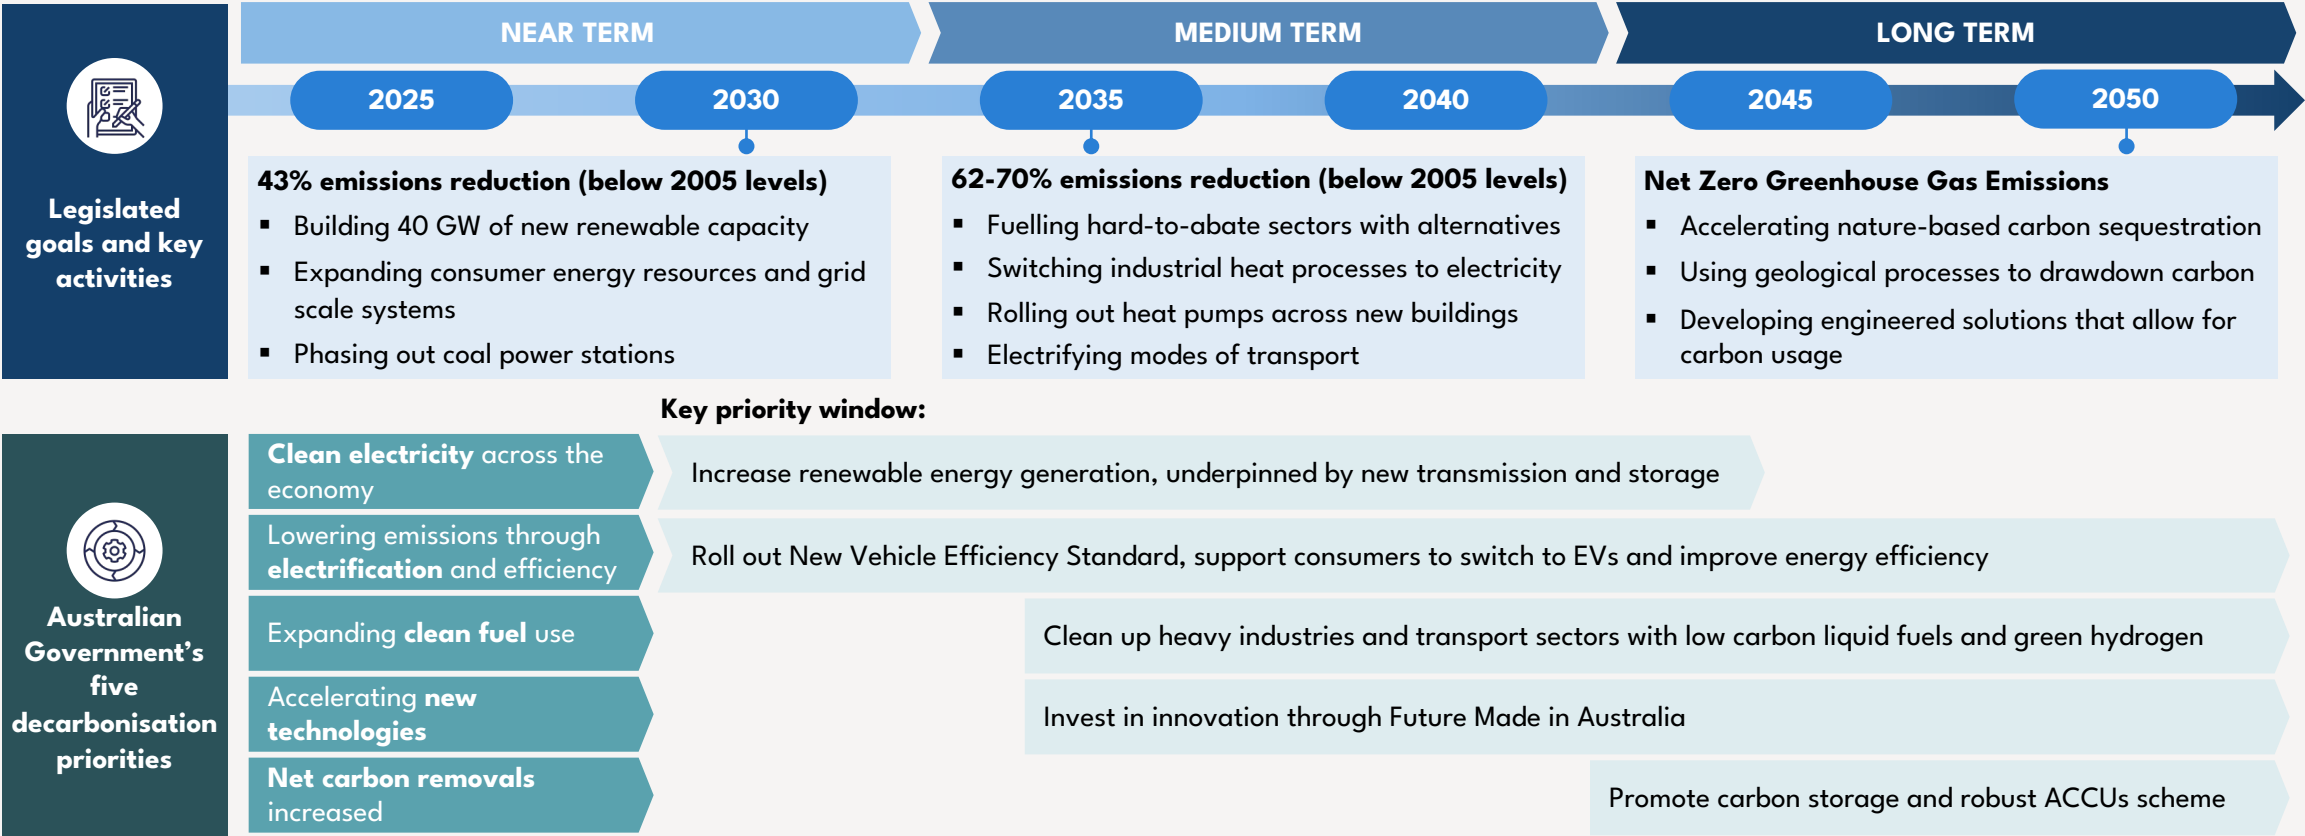 NEAR TERM
MEDIUM TERM
LONG TERM
2025
2030
2035
2040
2045
2050
Legislated
goals and key
activities
43% emissions reduction (below 2005 levels)
▪ Building 40 GW of new renewable capacity
▪ Expanding consumer energy resources and grid
scale systems
▪ Phasing out coal power stations
62-70% emissions reduction (below 2005 levels)
▪ Fuelling hard-to-abate sectors with alternatives
▪ Switching industrial heat processes to electricity
▪ Rolling out heat pumps across new buildings
▪ Electrifying modes of transport
Net Zero Greenhouse Gas Emissions
▪ Accelerating nature-based carbon sequestration
▪ Using geological processes to drawdown carbon
▪ Developing engineered solutions that allow for
carbon usage
Key priority window:
Australian
Government’s
five
decarbonisation
priorities
Clean electricity across the
economy
Increase renewable energy generation, underpinned by new transmission and storage
Lowering emissions through
electrification and efficiency
Roll out New Vehicle Efficiency Standard, support consumers to switch to EVs and improve energy efficiency
Expanding clean fuel use
Clean up heavy industries and transport sectors with low carbon liquid fuels and green hydrogen
Accelerating new
technologies
Invest in innovation through Future Made in Australia
Net carbon removals
increased
Promote carbon storage and robust ACCUs scheme